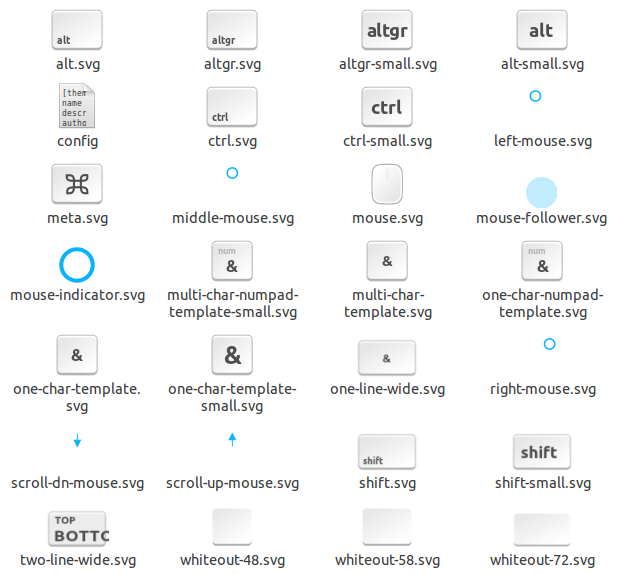 alt altgr altgr alt
alt.svg altgr.svg altgr-small.svg alt-small.svg
[them
name
descr
autho
ctrl ctrl
config ctrl.svg ctrl-small.svg left-mouse.svg
meta.svg middle-mouse.svg mouse.svg mouse-follower.svg
num
&
&
num
&
mouse-indicator.svg multi-char-numpad-template-small.svg multi-char-template.svg one-char-numpad-template.svg
& & &
one-char-template.svg one-char-template-small.svg one-line-wide.svg right-mouse.svg
shift shift
scroll-dn-mouse.svg scroll-up-mouse.svg shift.svg shift-small.svg
TOP
BOTTO
two-line-wide.svg whiteout-48.svg whiteout-58.svg whiteout-72.svg